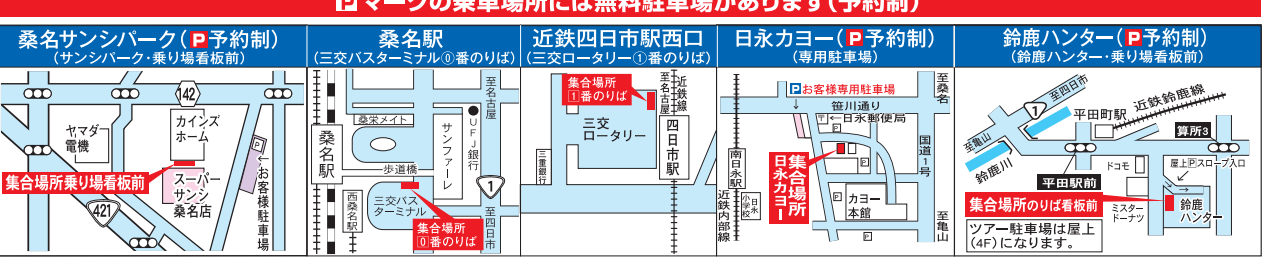 Pマークの乗車場所には無料駐車場があります(予約制)
桑名サンシパーク(P予約制)
(サンシパーク・乗り場看板前)
142
カインズ
ホーム
ヤマダ
電機
集合場所乗り場看板前
スーパー
サンシ
桑名店
P
←お客様駐車場
421
桑名駅
(三交バスターミナル⓪番のりば)
至名古屋
桑栄メイト
桑名駅
サンファーレ
●UFJ銀行
歩道橋
1
西桑名駅
三交バス
ターミナル
集合場所
0番のりば
至四日市
近鉄四日市駅西口
(三交ロータリー①番のりば)
集合場所
1番のりば
至名古屋
近鉄線
三交
ロータリー
四日市駅
三重銀行
日永カヨー(P予約制)
(専用駐車場)
至桑名
Pお客様専用駐車場
↓
笹川通り
〒←日永郵便局
P
国道1号
南日永駅
集合場所
日永カヨー
P
日永小学校
近鉄内部線
カヨー
本館
P
P
至亀山
鈴鹿ハンター(P予約制)
(鈴鹿ハンター・乗り場看板前)
至四日市
1
近鉄鈴鹿線
平田町駅
至亀山
算所3
鈴鹿川
ドコモ
屋上Pスロープ入口
平田駅前
集合場所のりば看板前
ミスター
ドーナツ
鈴鹿
ハンター
ツアー駐車場は屋上
(4F)になります。